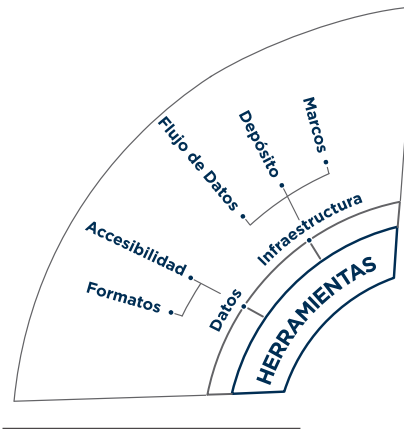 Marcos
Depósito
Flujo de Datos
Infraestructura
Accesibilidad
Formatos
Datos
HERRAMIENTAS